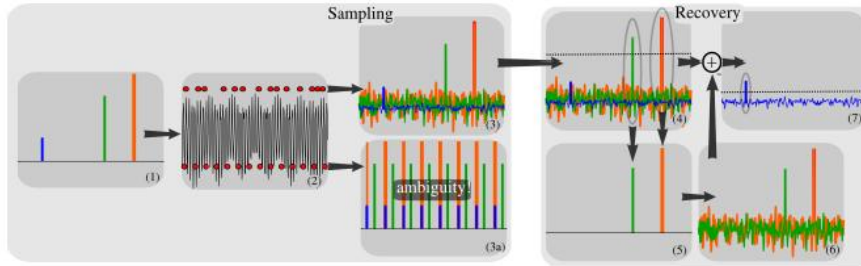 Sampling
Recovery
(1)
(2)
(3)
ambiguity!
(3a)
(4)
+
-
(7)
(5)
(6)